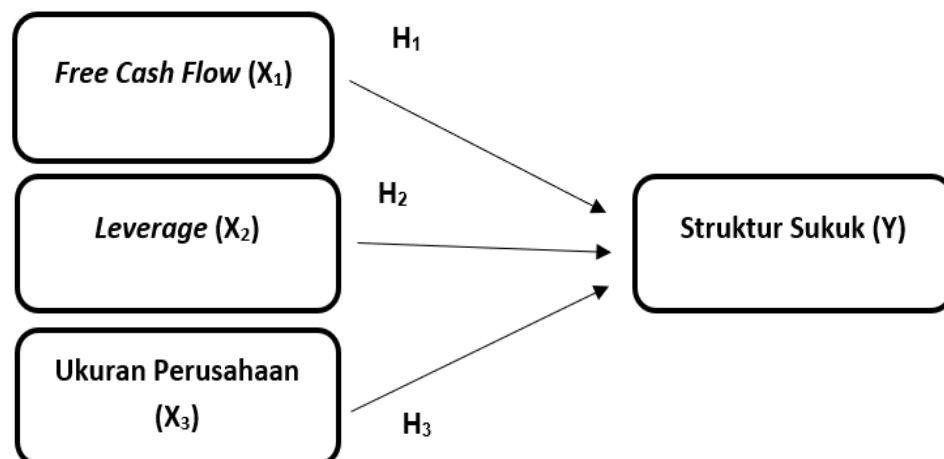 H₁
Free Cash Flow (X₁)
H₂
Leverage (X₂)
Struktur Sukuk (Y)
Ukuran Perusahaan
(X₃)
H₃